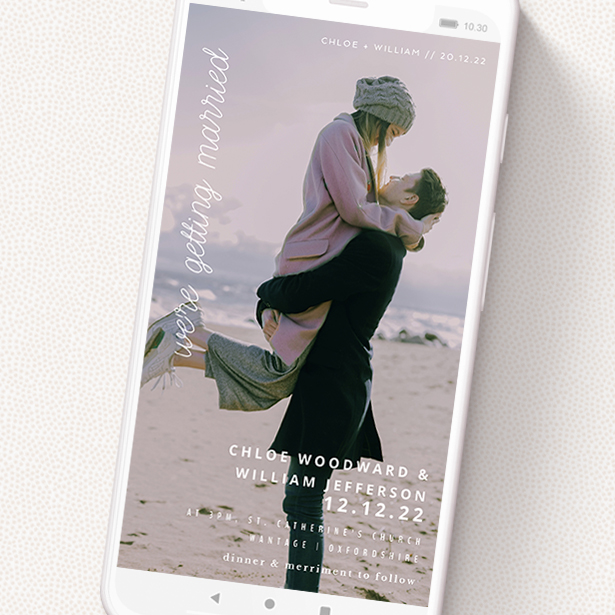 10.30
CHLOE + WILLIAM // 20.12.22
we're getting married
CHLOE WOODWARD &
WILLIAM JEFFERSON
12.12.22
AT 3PM, ST. CATHERINE'S CHURCH
WANTAGE | OXFORDSHIRE
dinner & merriment to follow